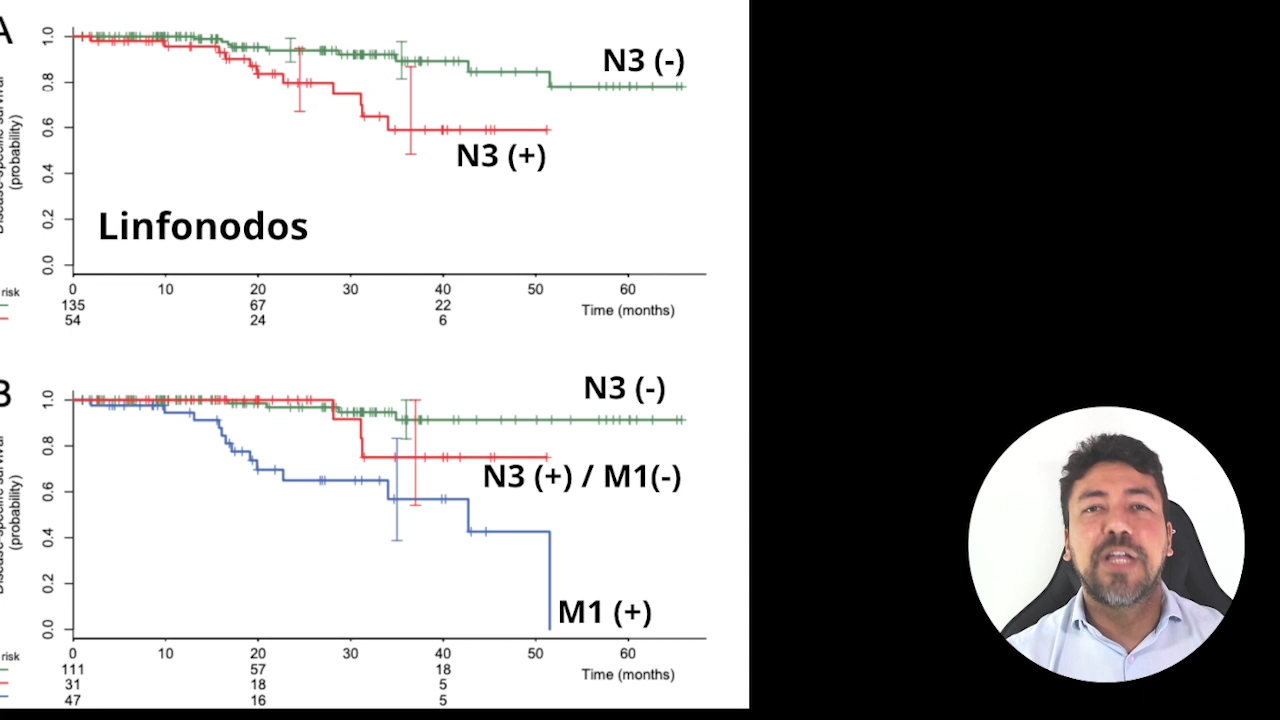 A
N3 (-)
N3 (+)
Linfonodos
(probability)
1.0
0.8
0.6
0.4
0.2
0.0
0 10 20 30 40 50 60
risk
135 67 22
54 24 6
Time (months)
B
N3 (-)
N3 (+) / M1(-)
M1 (+)
(probability)
1.0
0.8
0.6
0.4
0.2
0.0
0 10 20 30 40 50 60
risk
Time (months)
111 57 18
31 18 5
47 16 5